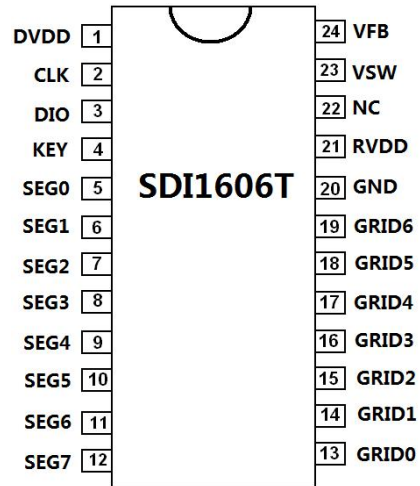 DVDD 1
CLK 2
DIO 3
KEY 4
SEG0 5
SEG1 6
SEG2 7
SEG3 8
SEG4 9
SEG5 10
SEG6 11
SEG7 12
SDI1606T
24 VFB
23 VSW
22 NC
21 RVDD
20 GND
19 GRID6
18 GRID5
17 GRID4
16 GRID3
15 GRID2
14 GRID1
13 GRID0